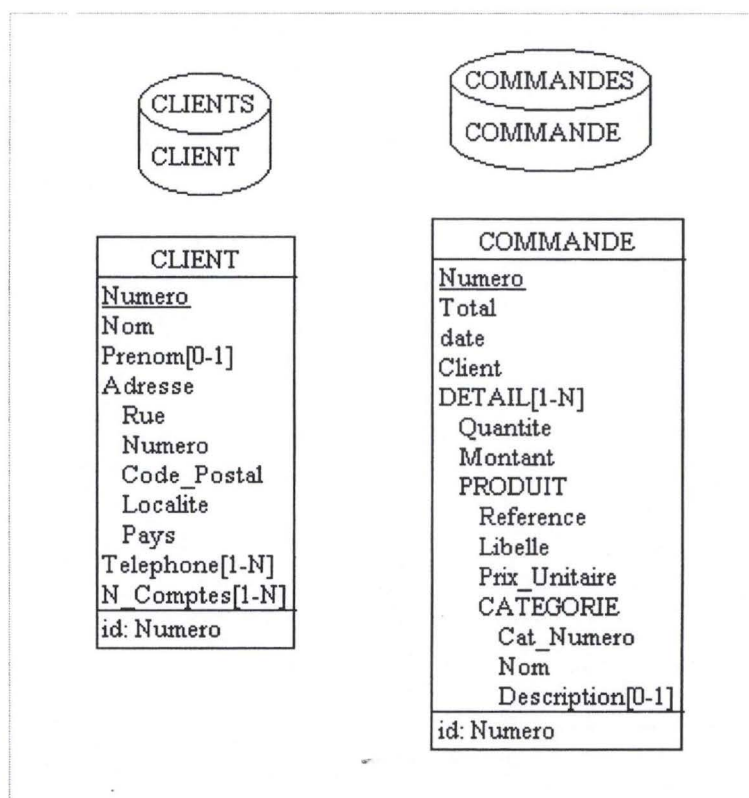 CLIENTS
CLIENT
COMMANDES
COMMANDE
CLIENT
Numero
Nom
Prenom[0-1]
Adresse
Rue
Numero
Code_Postal
Localite
Pays
Telephone[1-N]
N_Comptes[1-N]
id: Numero
COMMANDE
Numero
Total
date
Client
DETAIL[1-N]
Quantite
Montant
PRODUIT
Reference
Libelle
Prix_Unitaire
CATEGORIE
Cat_Numero
Nom
Description[0-1]
id: Numero